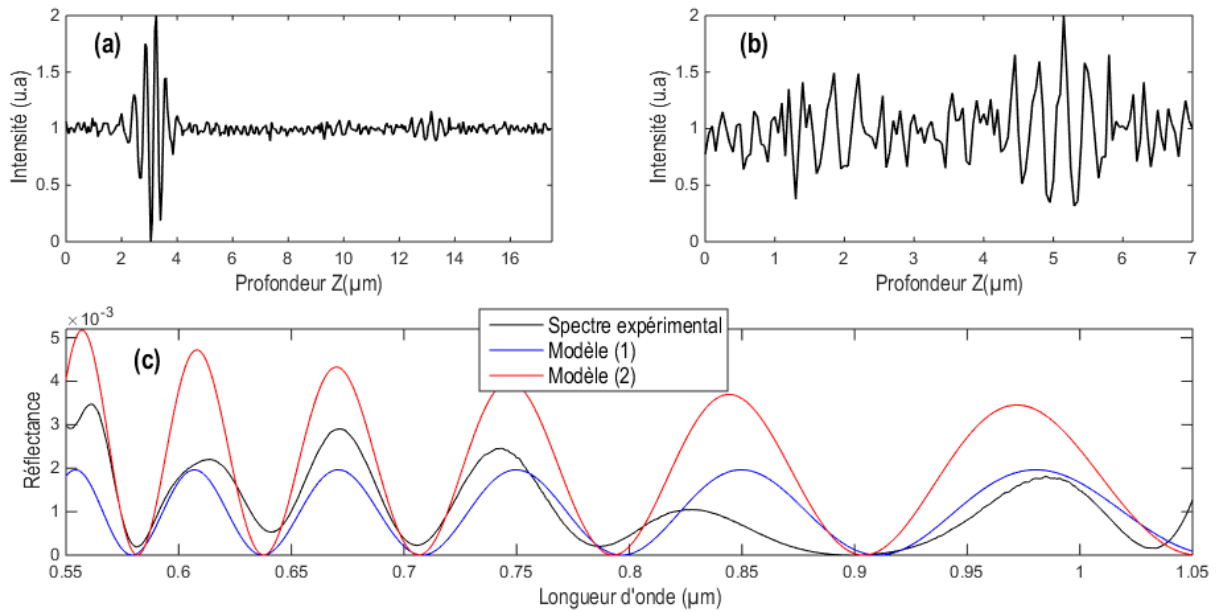 (a)
Intensité (u.a)
2
1.5
1
0.5
0
0 2 4 6 8 10 12 14 16
Profondeur Z(µm)
(b)
Intensité (u.a)
2
1.5
1
0.5
0
0 1 2 3 4 5 6 7
Profondeur Z(µm)
×10⁻³
(c)
Spectre expérimental
Modèle (1)
Modèle (2)
Réflectance
5
4
3
2
1
0
0.55 0.6 0.65 0.7 0.75 0.8 0.85 0.9 0.95 1 1.05
Longueur d'onde (µm)